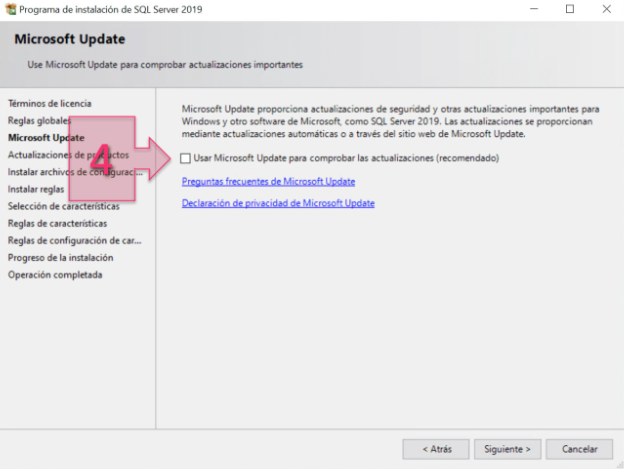 Programa de instalación de SQL Server 2019
Microsoft Update
Use Microsoft Update para comprobar actualizaciones importantes
Términos de licencia
Reglas globales
Microsoft Update
Actualizaciones de productos
Instalar archivos de configuraci...
Instalar reglas
Selección de características
Reglas de características
Reglas de configuración de car...
Progreso de la instalación
Operación completada
4
Microsoft Update proporciona actualizaciones de seguridad y otras actualizaciones importantes para
Windows y otro software de Microsoft, como SQL Server 2019. Las actualizaciones se proporcionan
mediante actualizaciones automáticas o a través del sitio web de Microsoft Update.
Usar Microsoft Update para comprobar las actualizaciones (recomendado)
Preguntas frecuentes de Microsoft Update
Declaración de privacidad de Microsoft Update
< Atrás
Siguiente >
Cancelar